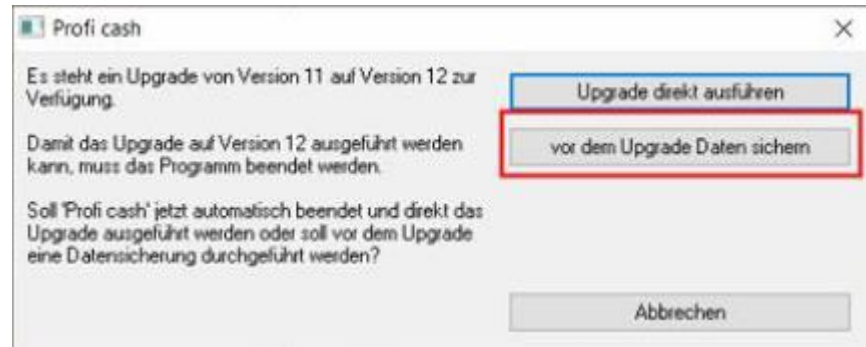 Profi cash
Es steht ein Upgrade von Version 11 auf Version 12 zur
Verfügung.
Damit das Upgrade auf Version 12 ausgeführt werden
kann, muss das Programm beendet werden.
Soll 'Profi cash' jetzt automatisch beendet und direkt das
Upgrade ausgeführt werden oder soll vor dem Upgrade
eine Datensicherung durchgeführt werden?
Upgrade direkt ausführen
vor dem Upgrade Daten sichern
Abbrechen